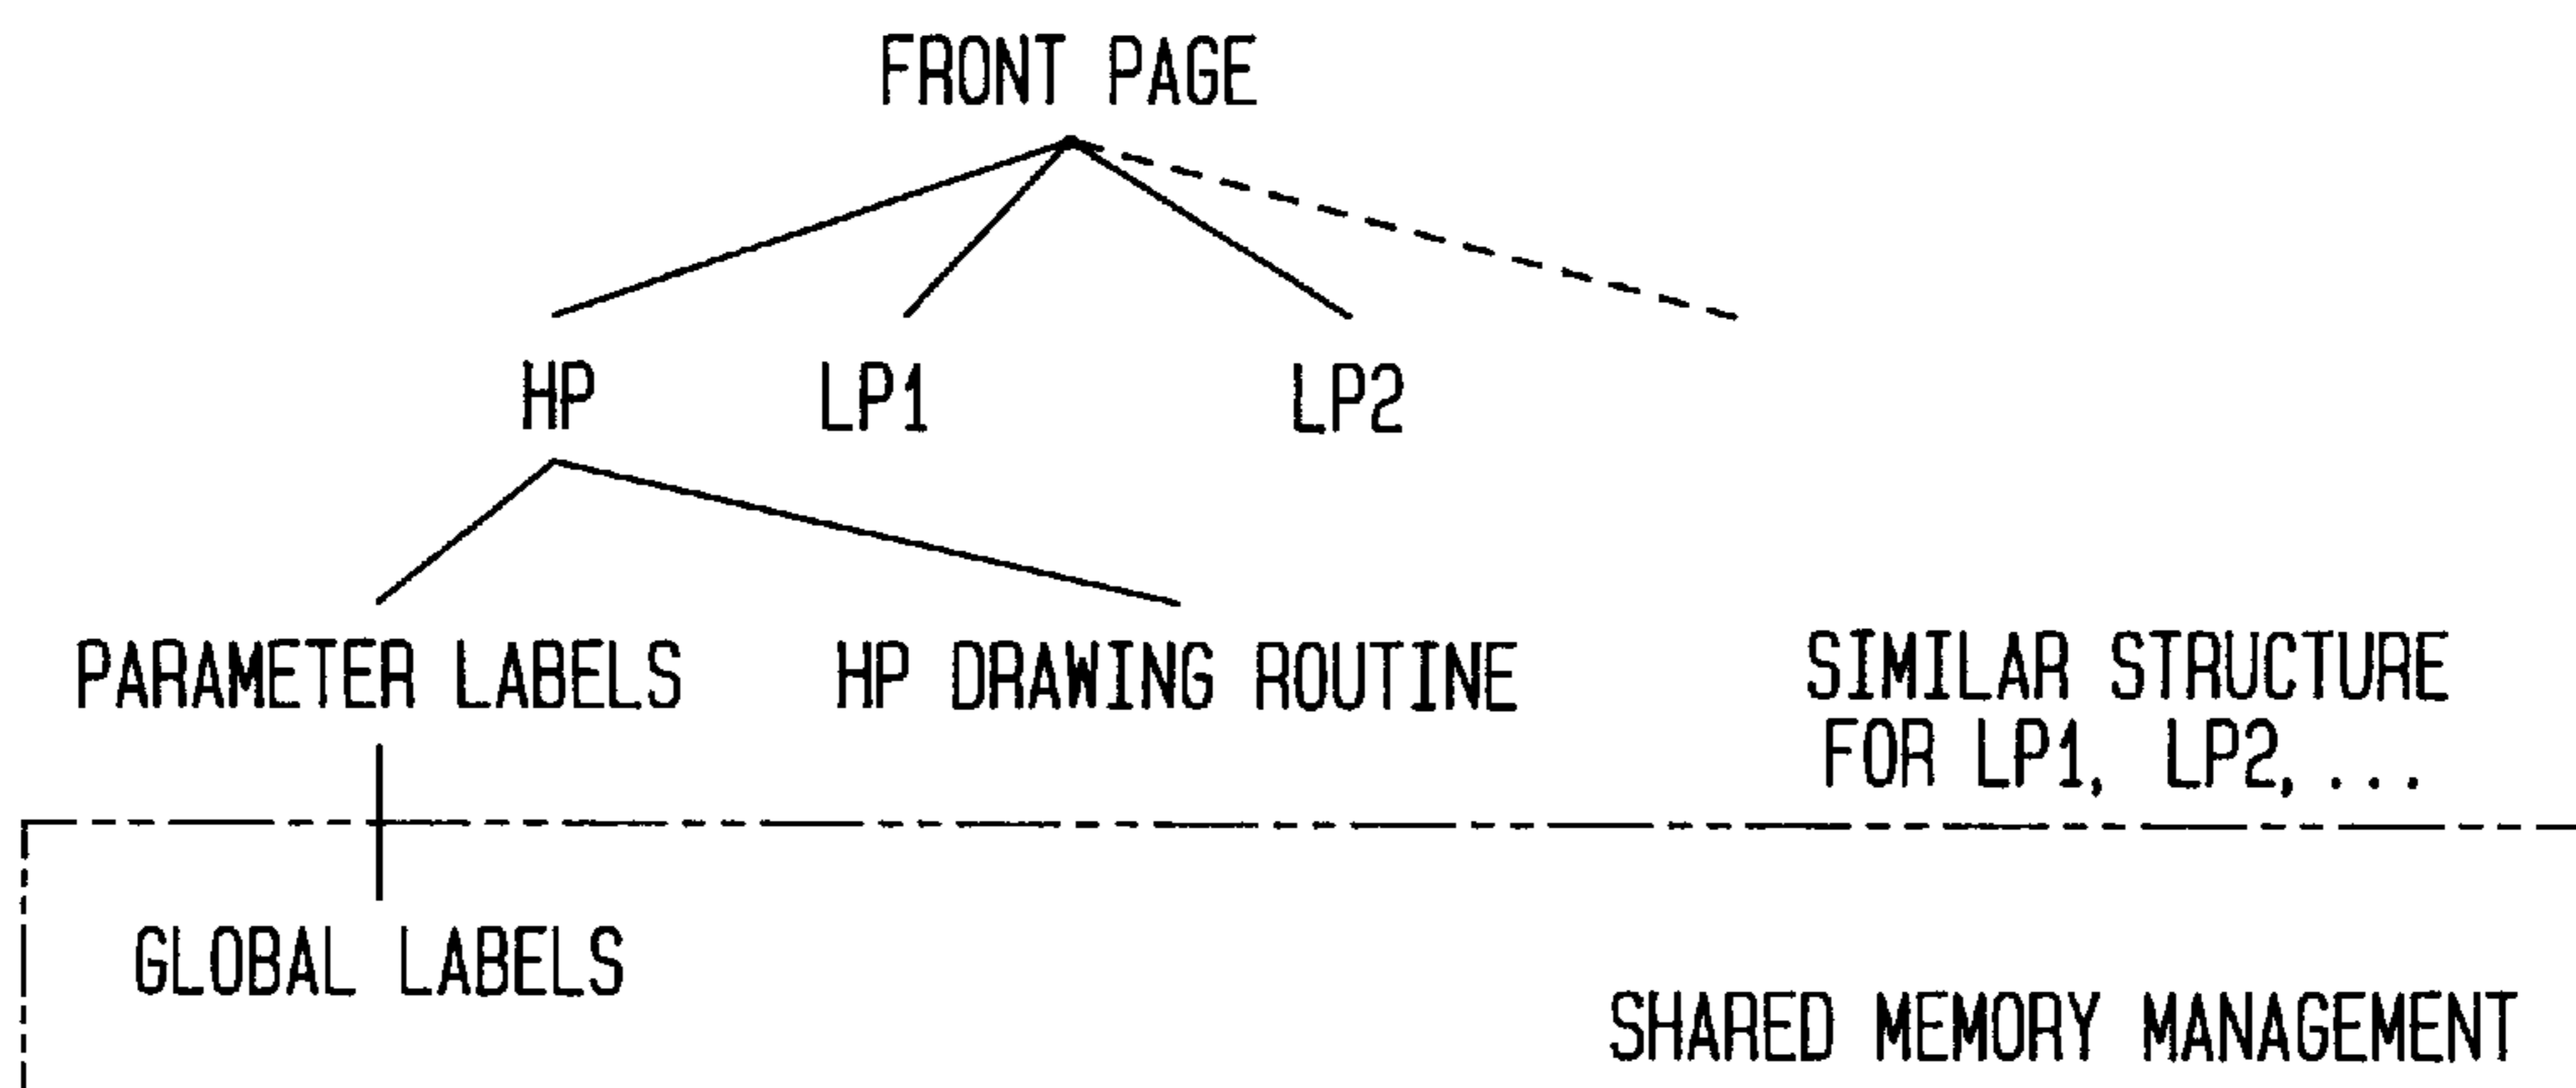 FRONT PAGE
HP LP1 LP2
PARAMETER LABELS HP DRAWING ROUTINE SIMILAR STRUCTURE
FOR LP1, LP2, ...
GLOBAL LABELS
SHARED MEMORY MANAGEMENT